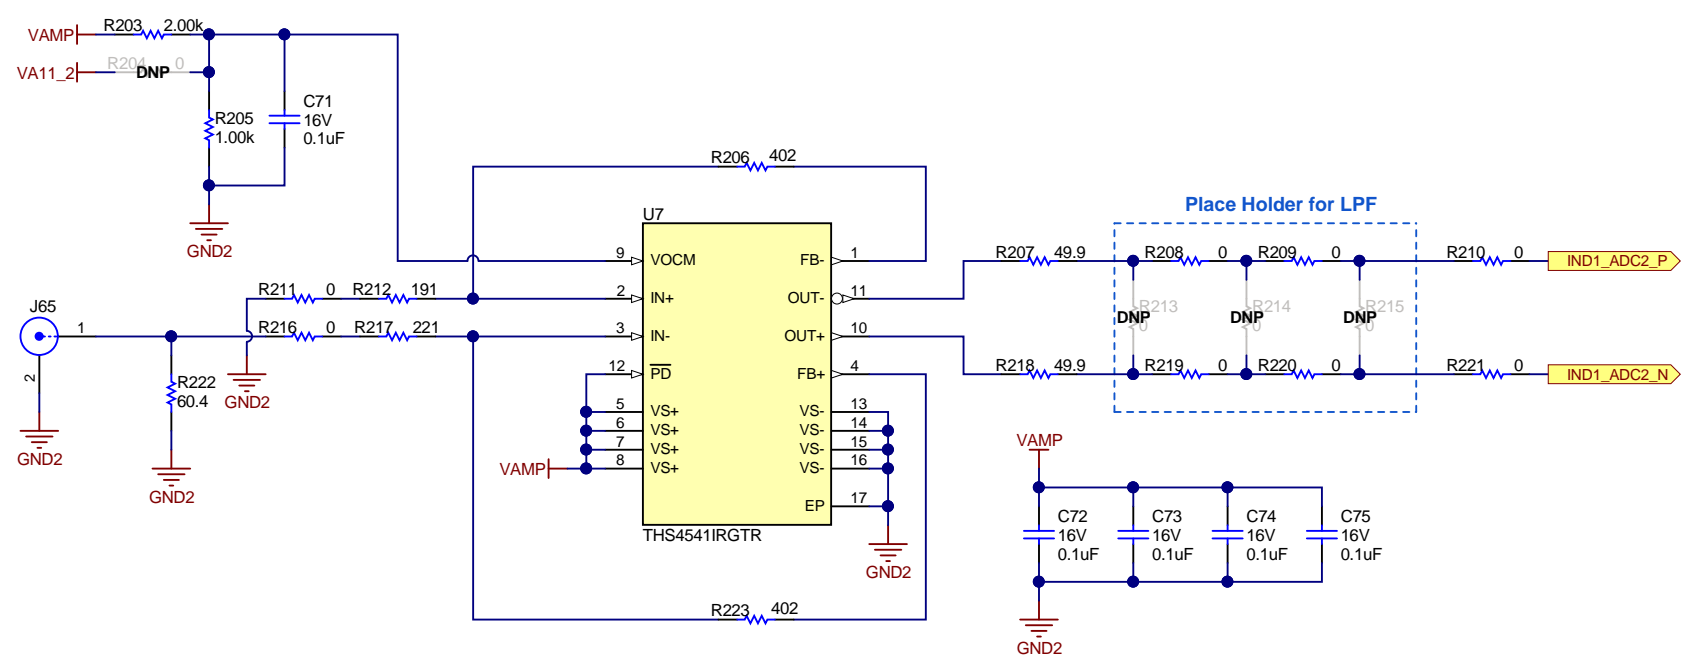 R203 2.00k
VAMP
R204 0
DNP
VA11_2
R205
1.00k
C71
16V
0.1uF
GND2
R206 402
U7
9 VOCM
2 IN+
3 IN-
12 PD
5 VS+
6 VS+
7 VS+
8 VS+
FB- 1
OUT- 11
OUT+ 10
FB+ 4
VS- 13
VS- 14
VS- 15
VS- 16
EP 17
THS4541IRGTR
VAMP
GND2
R211 0 R212 191
R216 0 R217 221
J65
1
2
GND2
R222
60.4
GND2
GND2
R223 402
Place Holder for LPF
R207 49.9 R208 0 R209 0 R210 0 IND1_ADC2_P
R213
DNP
0
R214
DNP
0
R215
DNP
0
R218 49.9 R219 0 R220 0 R221 0 IND1_ADC2_N
VAMP
C72
16V
0.1uF
C73
16V
0.1uF
C74
16V
0.1uF
C75
16V
0.1uF
GND2